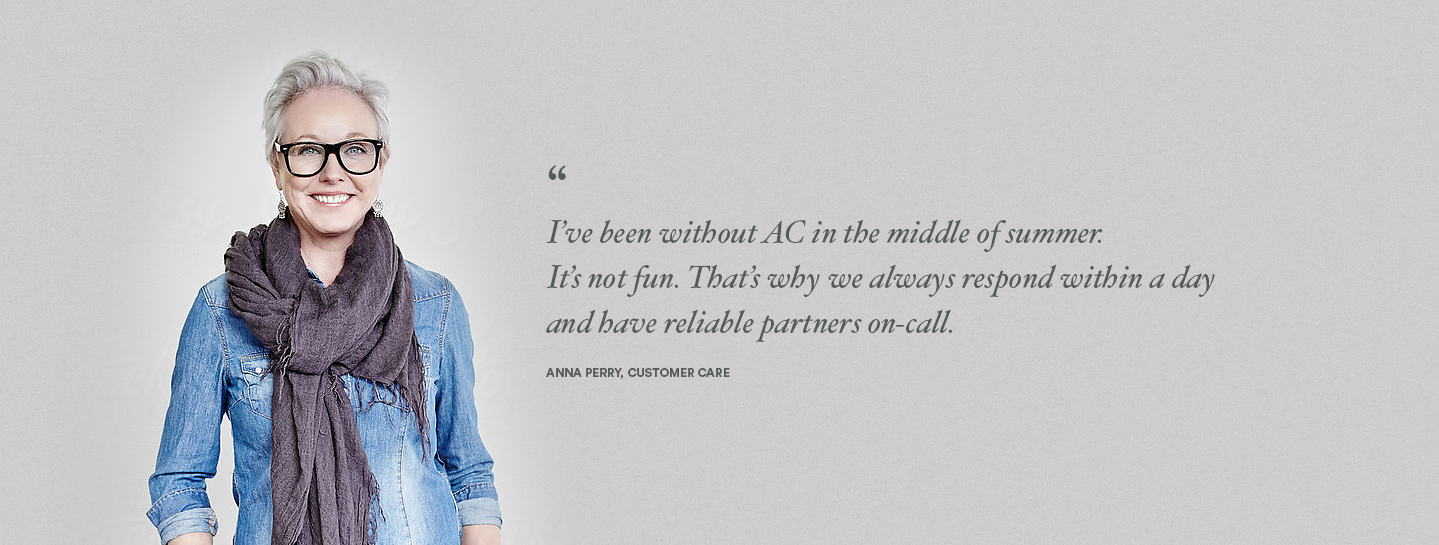 “
I’ve been without AC in the middle of summer.
It’s not fun. That’s why we always respond within a day
and have reliable partners on-call.
ANNA PERRY, CUSTOMER CARE